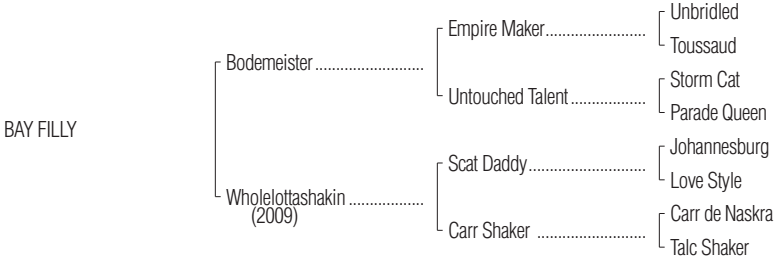 Unbridled
Empire Maker..........................
Toussaud
Bodemeister..........................
Storm Cat
Untouched Talent..................
Parade Queen
BAY FILLY
Johannesburg
Scat Daddy............................
Love Style
Wholelottashakin ..................
(2009)
Carr de Naskra
Carr Shaker ..........................
Talc Shaker